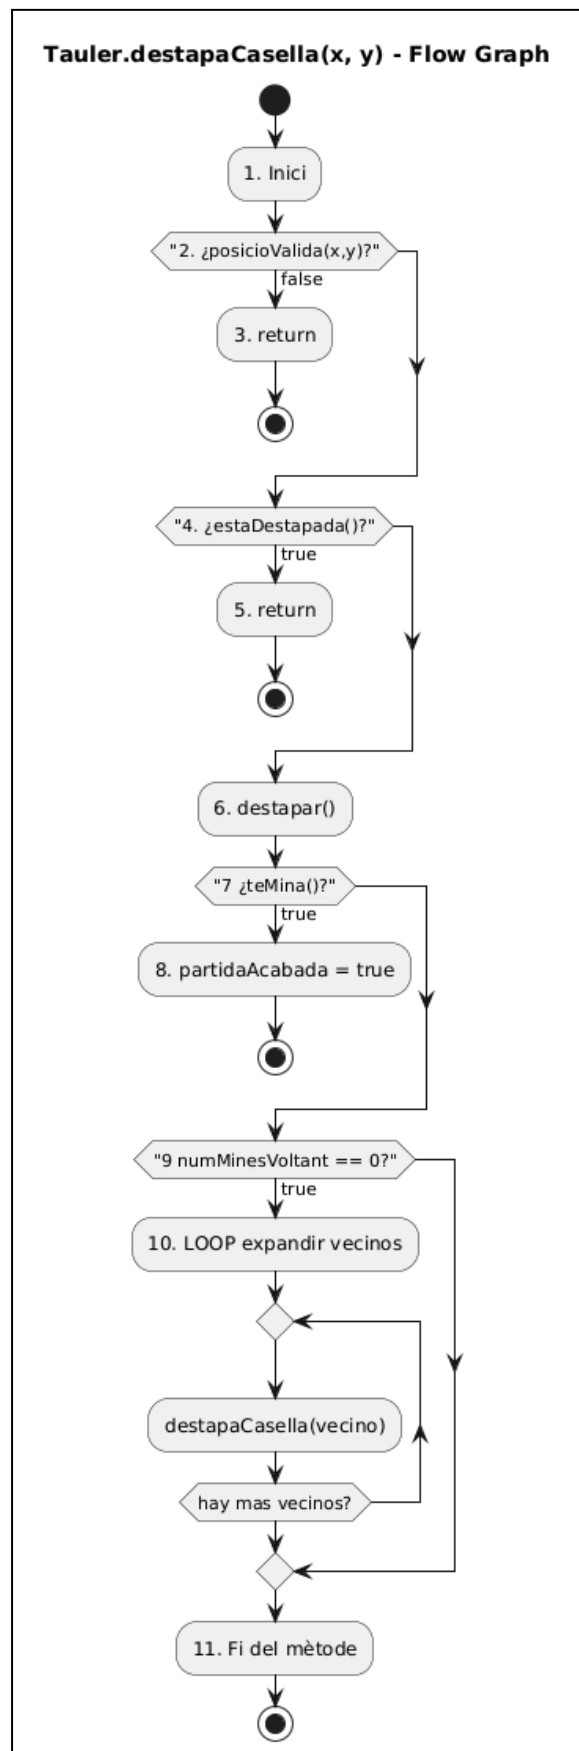 Tauler.destapaCasella(x, y) - Flow Graph
1. Inici
"2. ¿posicioValida(x,y)?"
false
3. return
"4. ¿estaDestapada()?"
true
5. return
6. destapar()
"7 ¿teMina()?"
true
8. partidaAcabada = true
"9 numMinesVoltant == 0?"
true
10. LOOP expandir vecinos
destapaCasella(vecino)
hay mas vecinos?
11. Fi del mètode